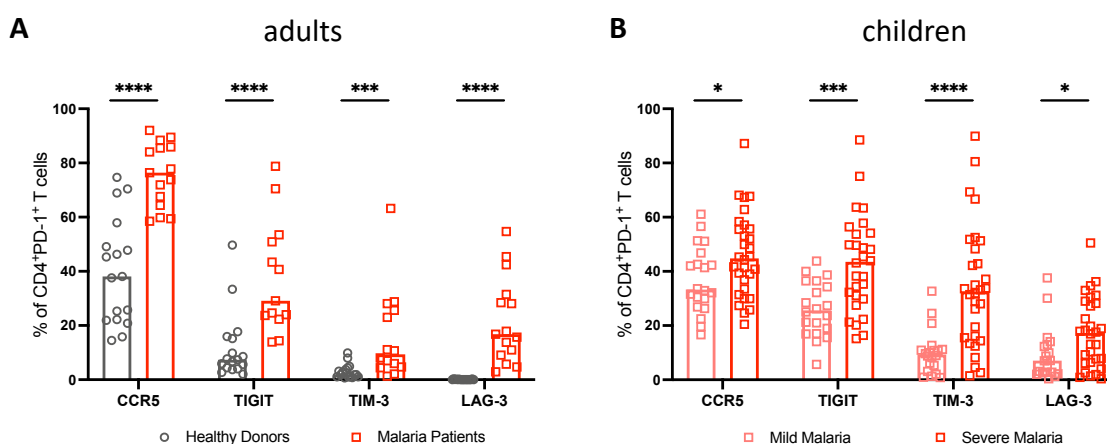 A
adults
% of CD4⁺PD-1⁺ T cells
100
80
60
40
20
0
****
****
***
****
CCR5
TIGIT
TIM-3
LAG-3
Healthy Donors
Malaria Patients
B
children
% of CD4⁺PD-1⁺ T cells
100
80
60
40
20
0
*
***
****
*
CCR5
TIGIT
TIM-3
LAG-3
Mild Malaria
Severe Malaria